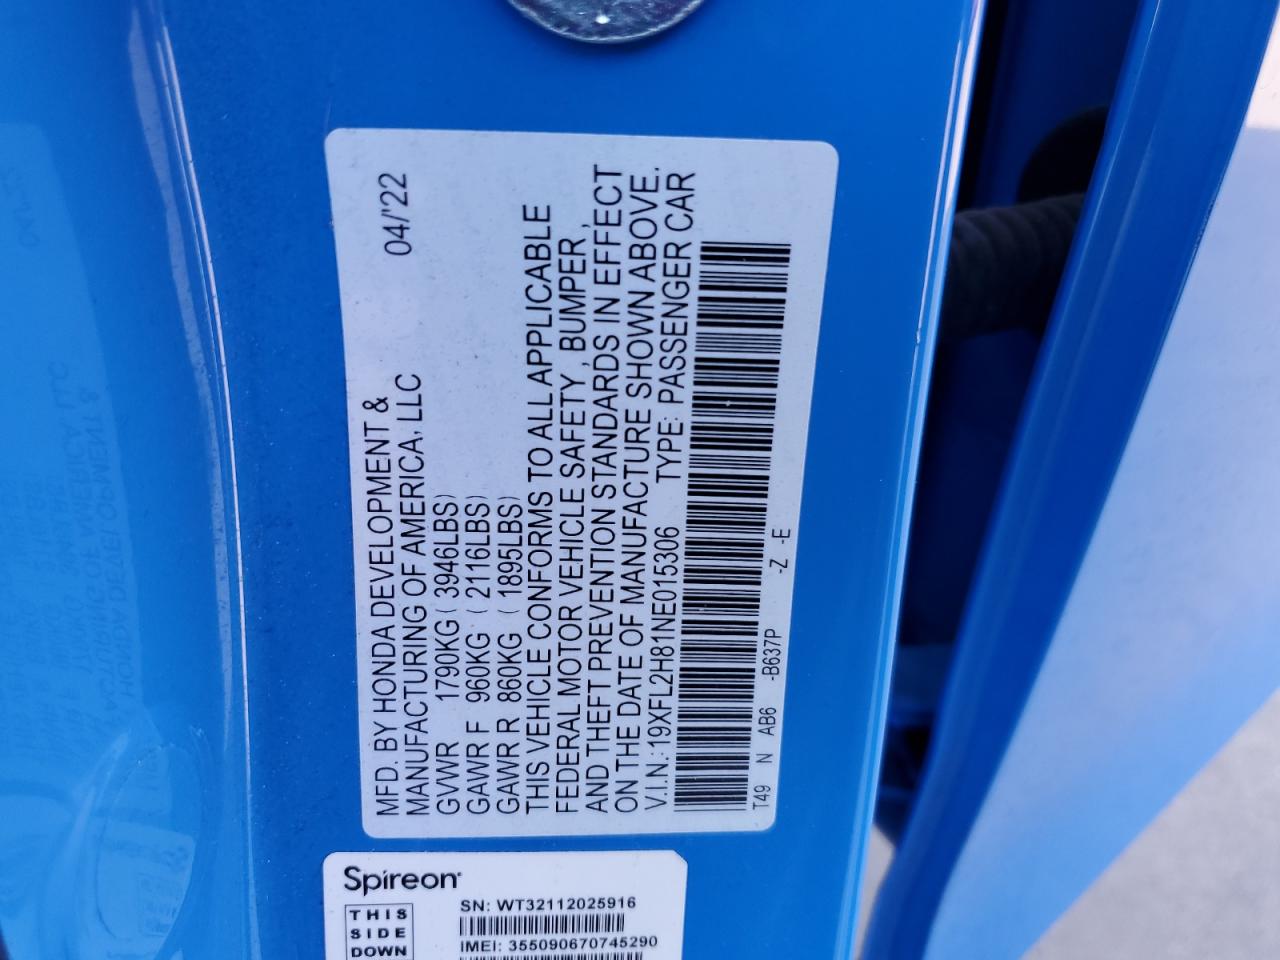 MFD. BY HONDA DEVELOPMENT &
MANUFACTURING OF AMERICA, LLC 04/'22
GVWR 1790KG ( 3946LBS)
GAWR F 960KG ( 2116LBS)
GAWR R 860KG ( 1895LBS)
THIS VEHICLE CONFORMS TO ALL APPLICABLE
FEDERAL MOTOR VEHICLE SAFETY , BUMPER ,
AND THEFT PREVENTION STANDARDS IN EFFECT
ON THE DATE OF MANUFACTURE SHOWN ABOVE.
V.I.N.: 19XFL2H81NE015306 TYPE: PASSENGER CAR
T49 N AB6 -B637P -Z -E
Spireon
THIS
SIDE
DOWN
SN: WT32112025916
IMEI: 355090670745290